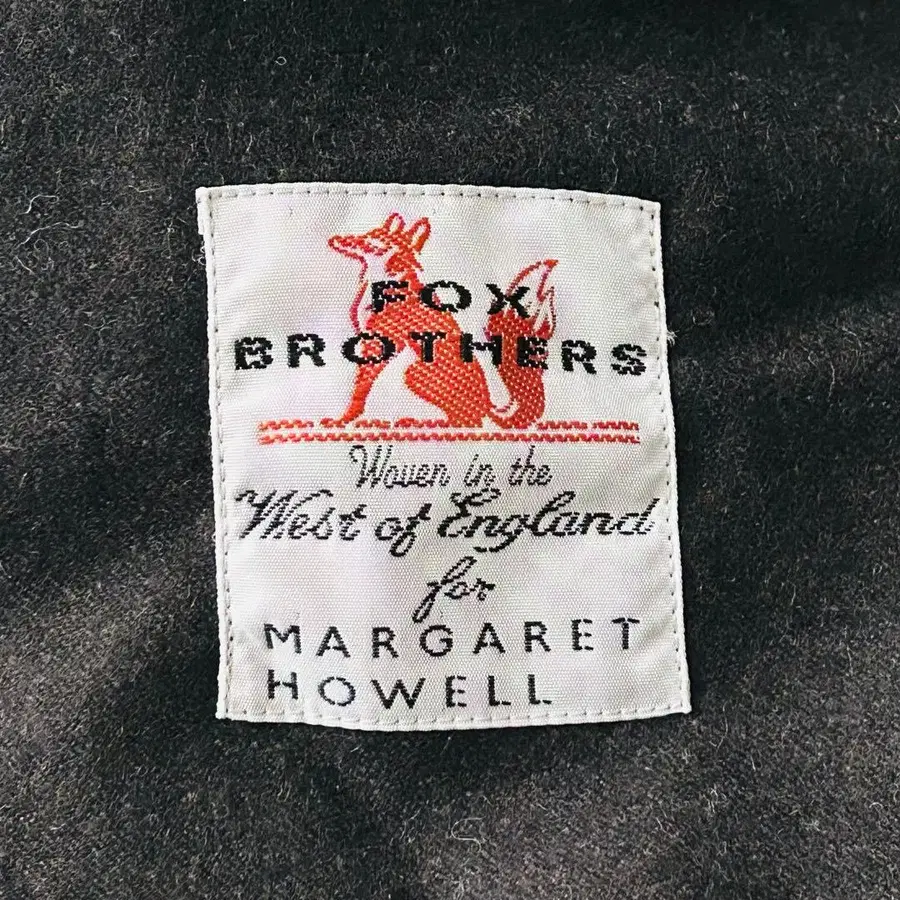 FOX
BROTHERS
Woven in the
West of England
for
MARGARET
HOWELL